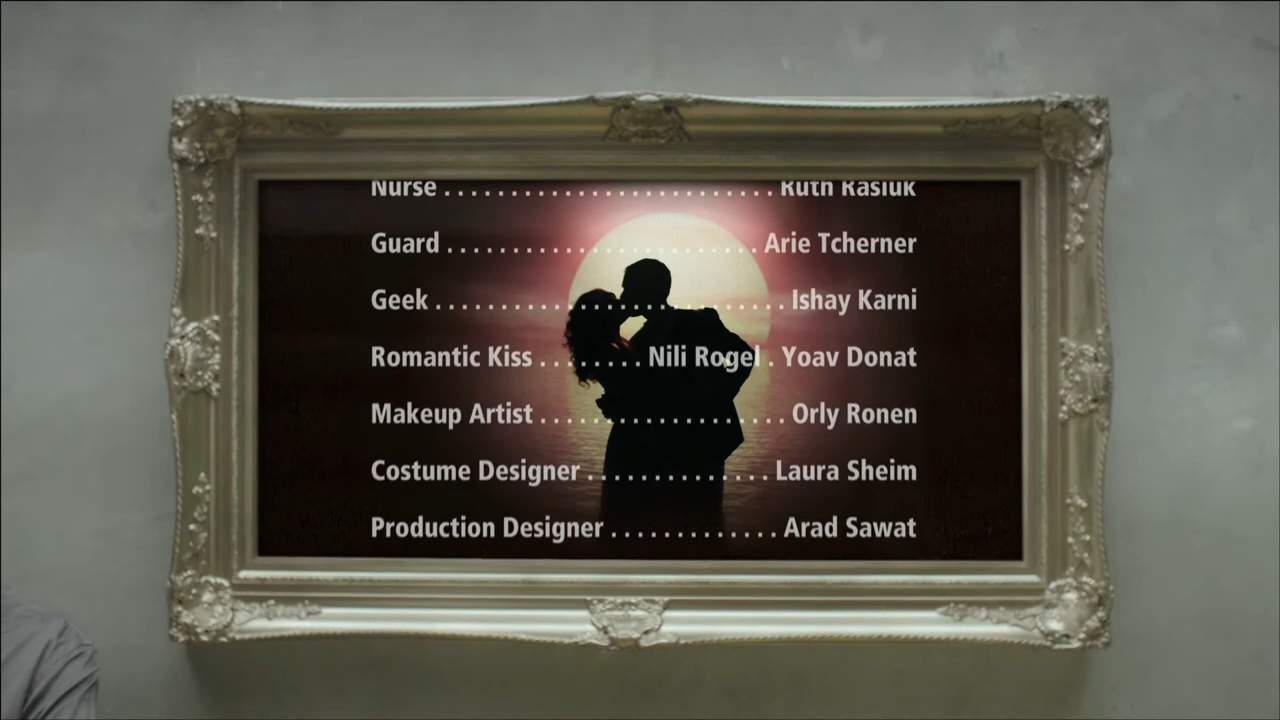 Nurse ......................... Ruth Rasiuk
Guard ........................ Arie Tcherner
Geek ........................... Ishay Karni
Romantic Kiss ........ Nili Rogel . Yoav Donat
Makeup Artist ................... Orly Ronen
Costume Designer .............. Laura Sheim
Production Designer ............. Arad Sawat